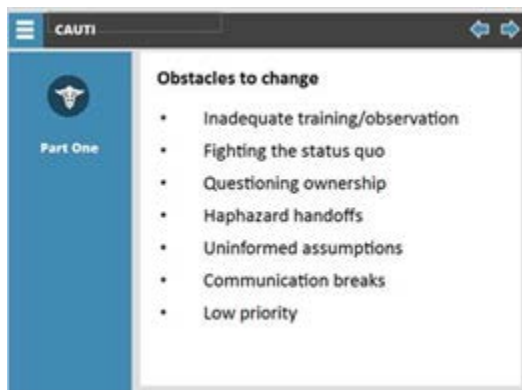 CAUTI
Part One
Obstacles to change
• Inadequate training/observation
• Fighting the status quo
• Questioning ownership
• Haphazard handoffs
• Uninformed assumptions
• Communication breaks
• Low priority